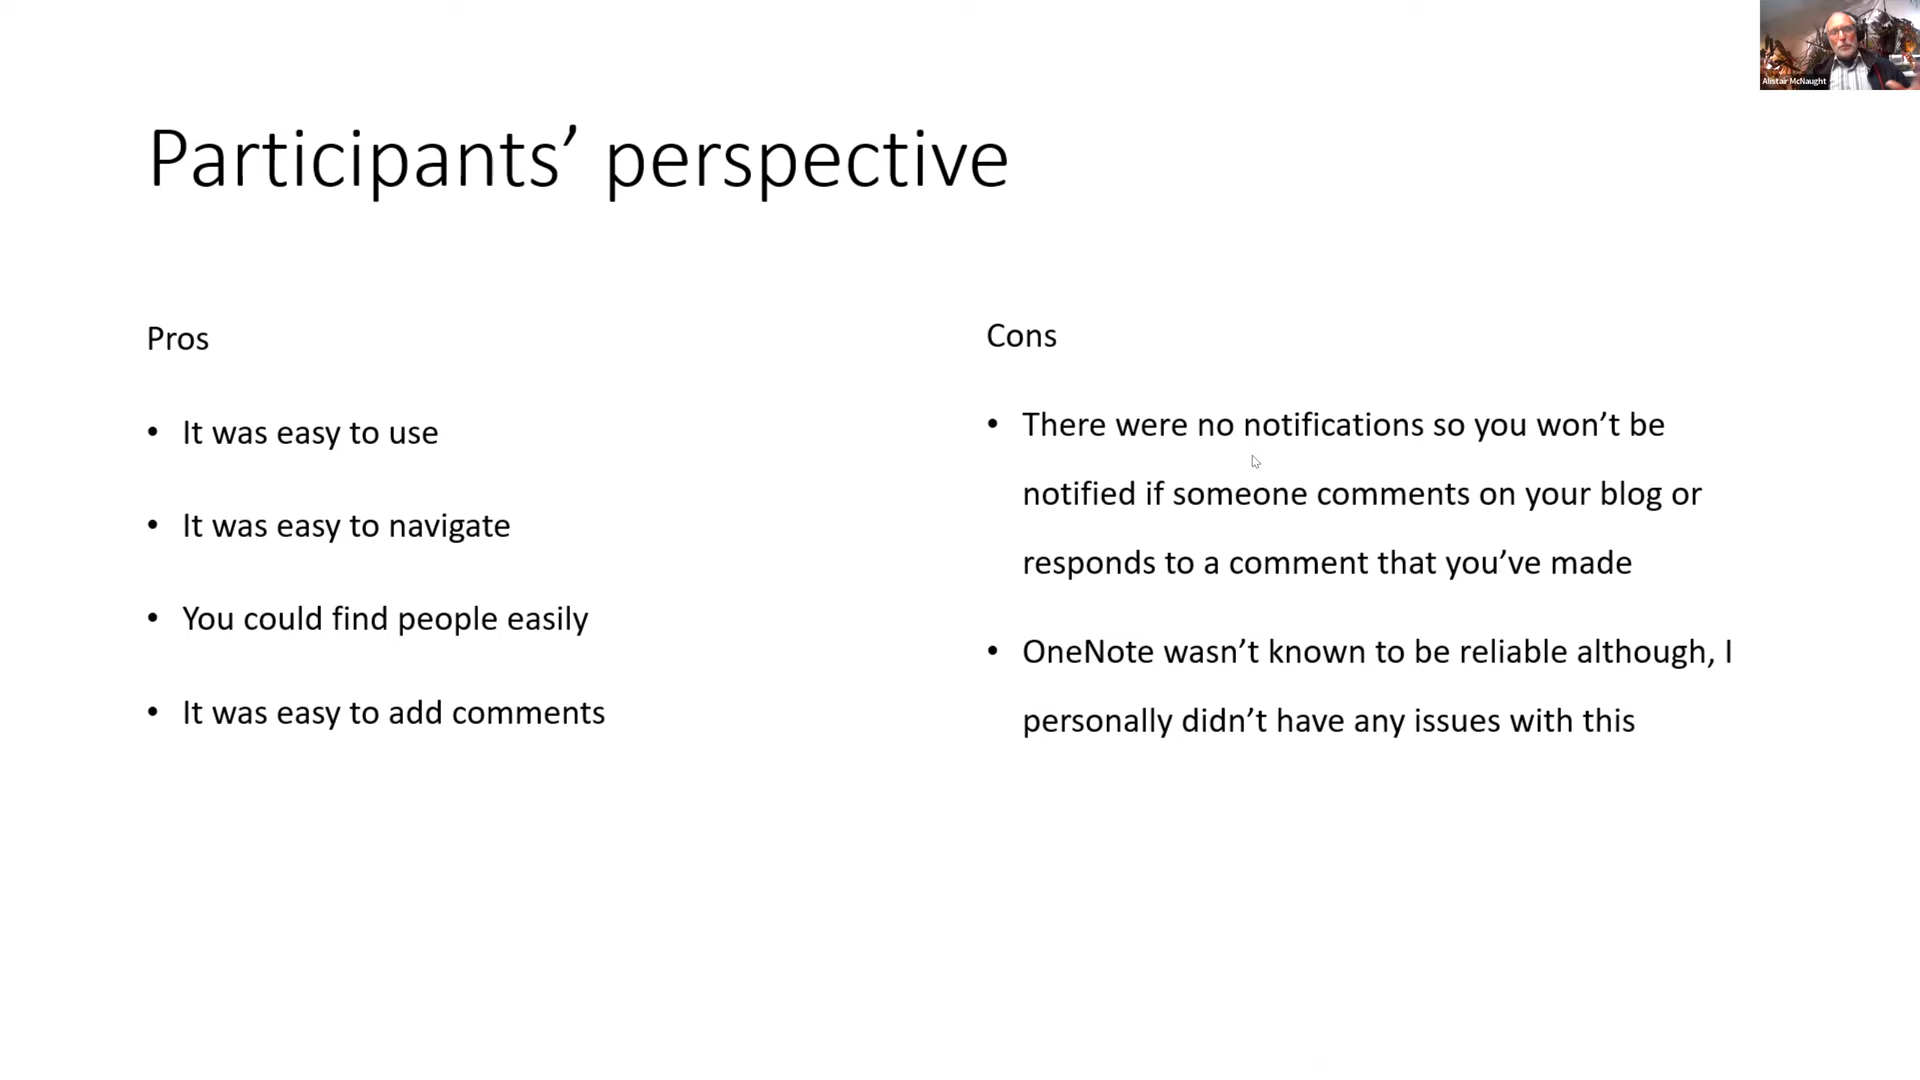 Alistair McNaught
Participants’ perspective
Pros
• It was easy to use
• It was easy to navigate
• You could find people easily
• It was easy to add comments
Cons
• There were no notifications so you won’t be
notified if someone comments on your blog or
responds to a comment that you’ve made
• OneNote wasn’t known to be reliable although, I
personally didn’t have any issues with this